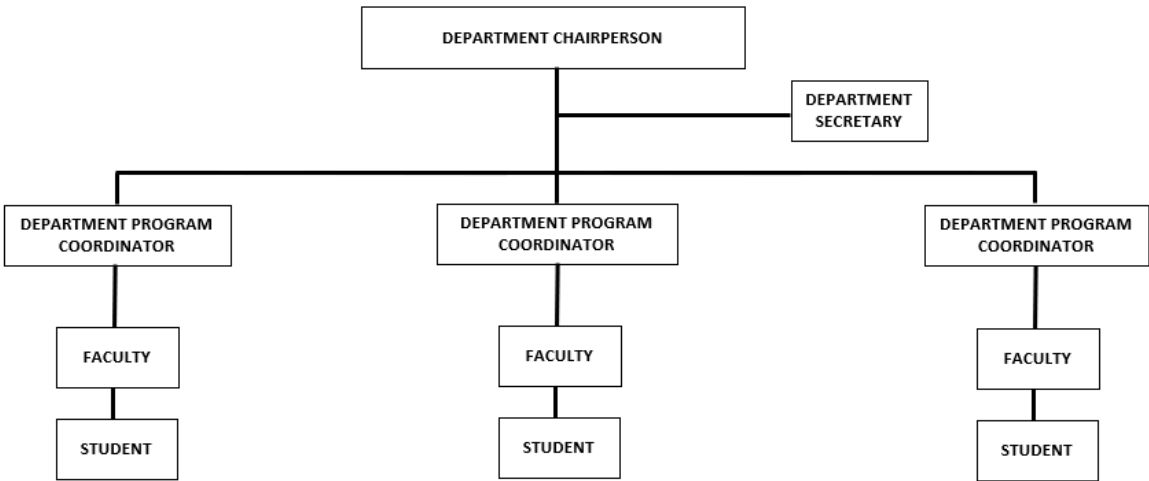 DEPARTMENT CHAIRPERSON
DEPARTMENT
SECRETARY
DEPARTMENT PROGRAM
COORDINATOR
DEPARTMENT PROGRAM
COORDINATOR
DEPARTMENT PROGRAM
COORDINATOR
FACULTY
FACULTY
FACULTY
STUDENT
STUDENT
STUDENT